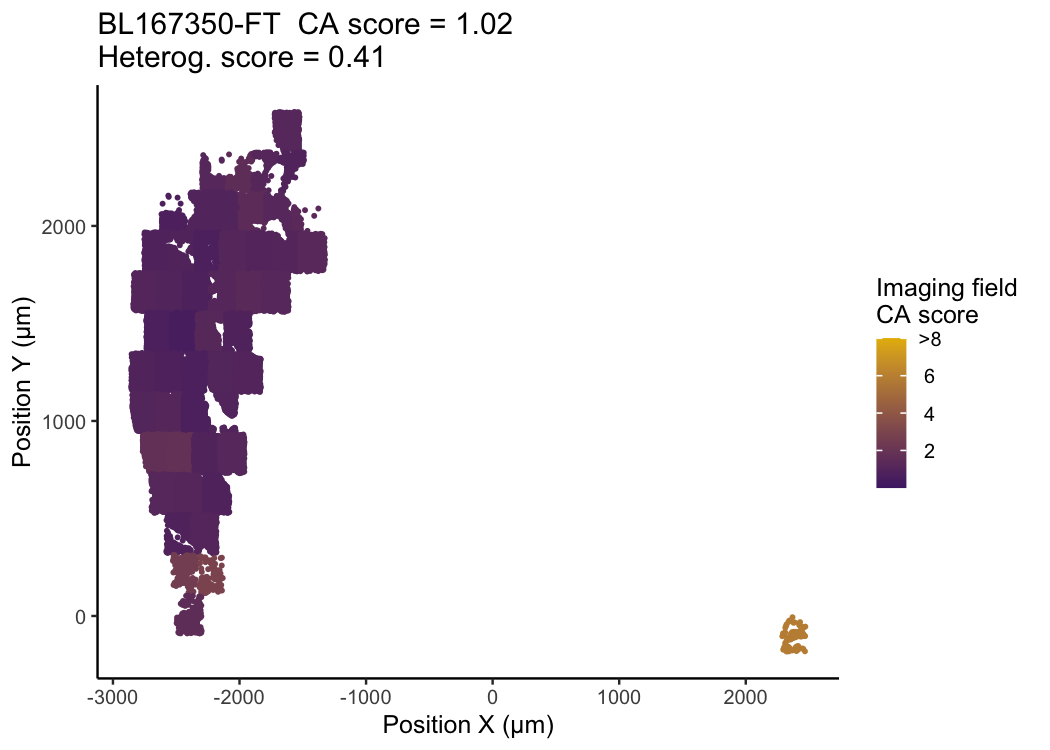 BL167350-FT  CA score = 1.02
Heterog. score = 0.41
Position Y (µm)
2000
1000
0
-3000
-2000
-1000
0
1000
2000
Position X (µm)
Imaging field
CA score
>8
6
4
2